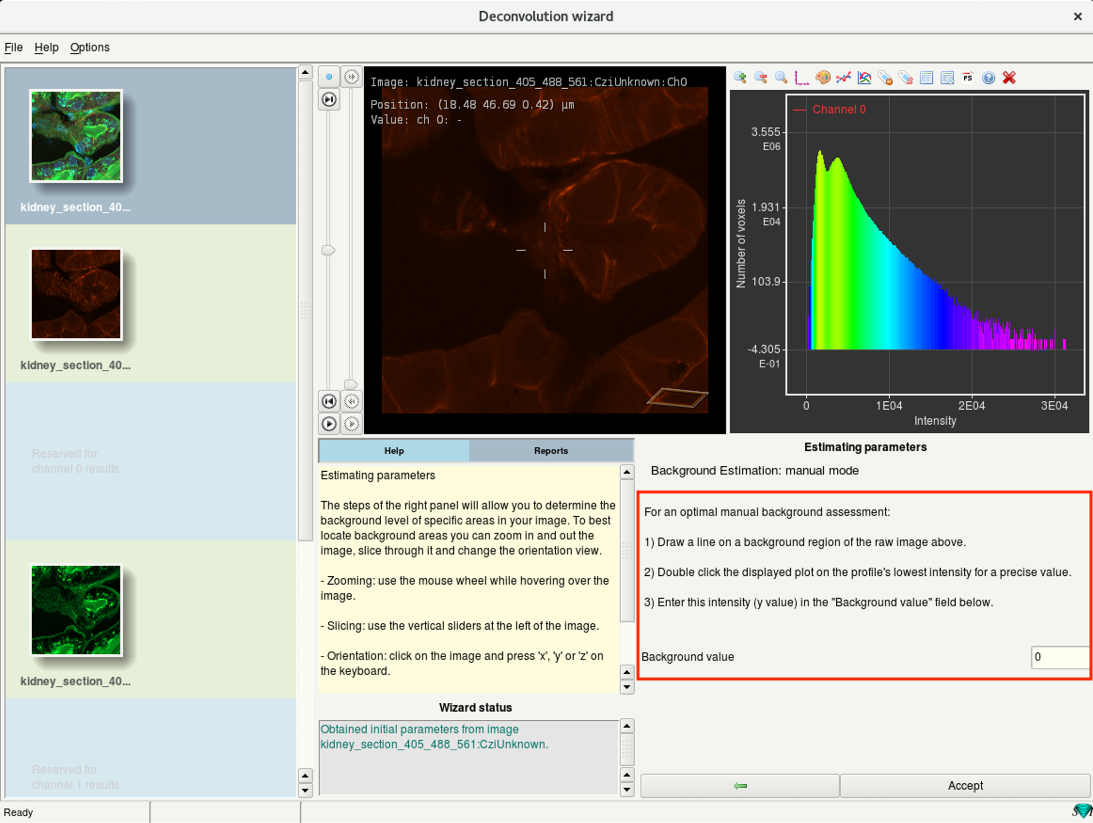 Deconvolution wizard
File Help Options
kidney_section_40...
kidney_section_40...
Reserved for
channel 0 results
kidney_section_40...
Reserved for
channel 1 results
Image: kidney_section_405_488_561:CziUnknown:Ch0
Position: (18.48 46.69 0.42) µm
Value: ch 0: -
PS
Channel 0
3.555
E06
1.931
E04
103.9
-4.305
E-01
Number of voxels
0 1E04 2E04 3E04
Intensity
Help Reports
Estimating parameters
The steps of the right panel will allow you to determine the
background level of specific areas in your image. To best
locate background areas you can zoom in and out the
image, slice through it and change the orientation view.
- Zooming: use the mouse wheel while hovering over the
image.
- Slicing: use the vertical sliders at the left of the image.
- Orientation: click on the image and press 'x', 'y' or 'z' on
the keyboard.
Wizard status
Obtained initial parameters from image
kidney_section_405_488_561:CziUnknown.
Estimating parameters
Background Estimation: manual mode
For an optimal manual background assessment:
1) Draw a line on a background region of the raw image above.
2) Double click the displayed plot on the profile's lowest intensity for a precise value.
3) Enter this intensity (y value) in the "Background value" field below.
Background value 0
Accept
Ready